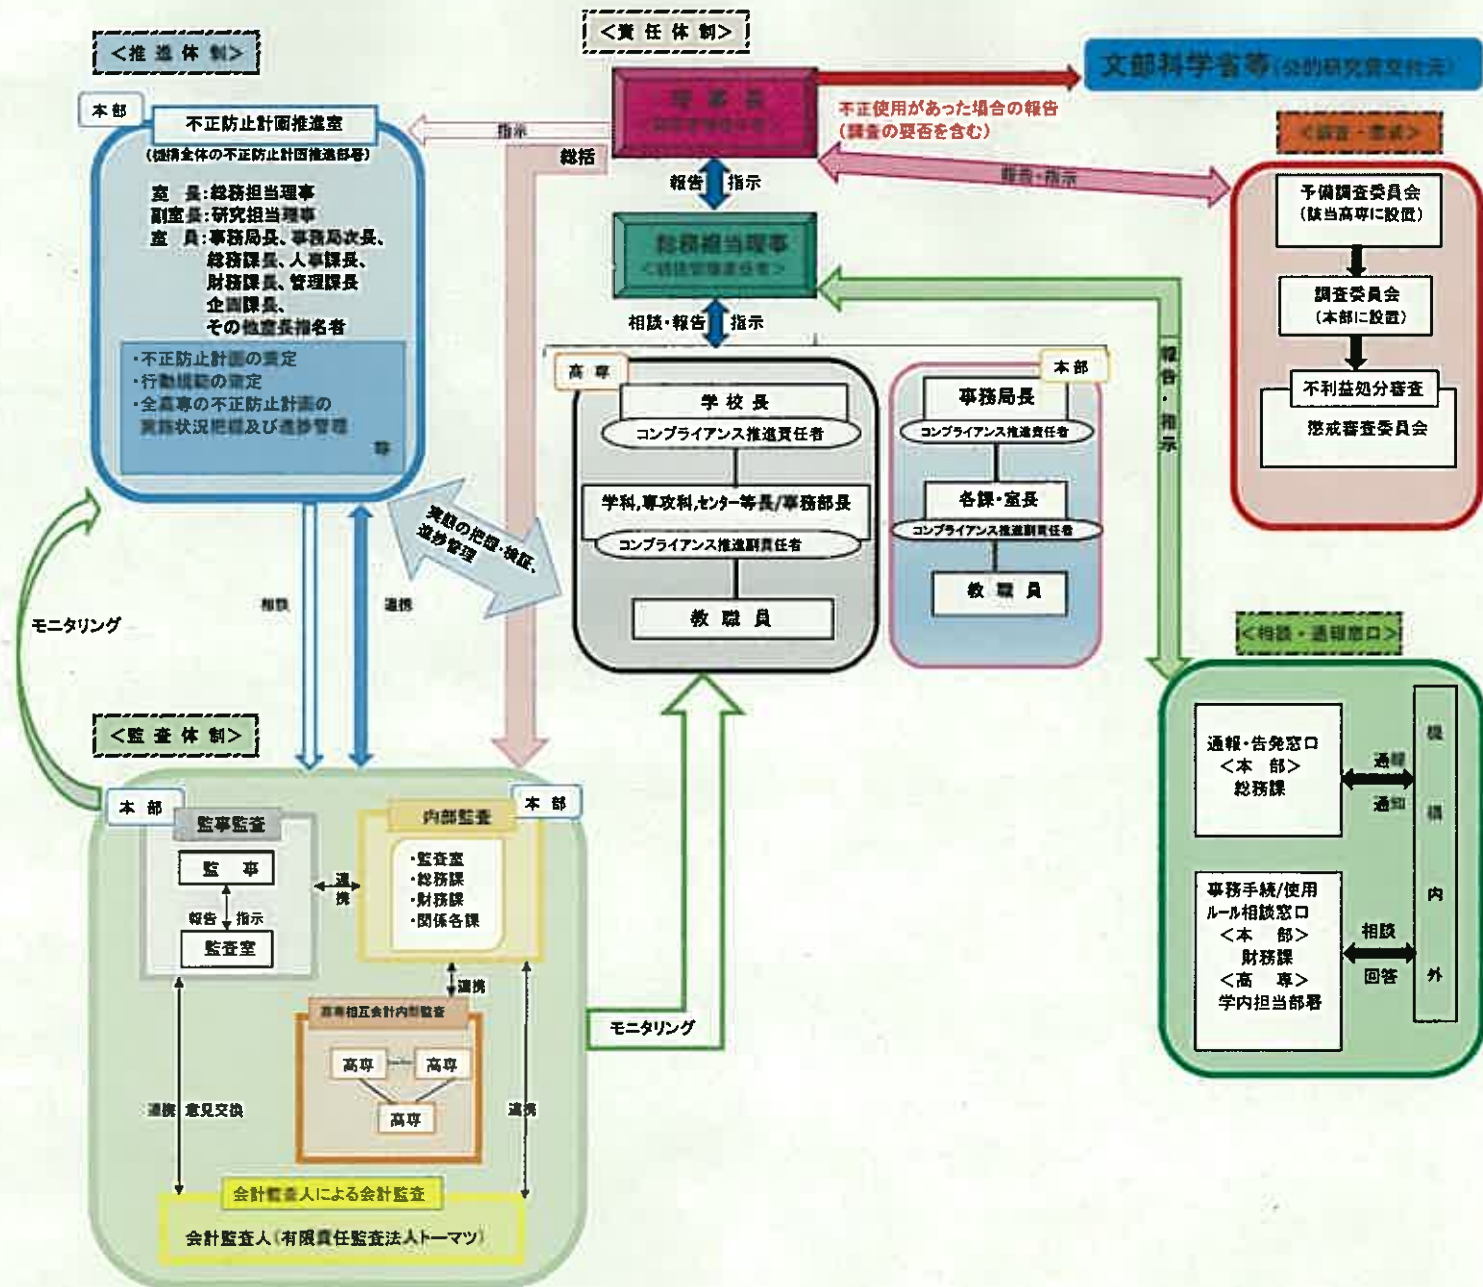 <責任体制>
<推進体制>
文部科学省等(公的研究費交付元)
理事長
不正使用があった場合の報告
(調査の要否を含む)
本部
不正防止計画推進室
(機構全体の不正防止計画推進部署)
指示
総括
報告 指示
報告・指示
室 長:総務担当理事
副室長:研究担当理事
室 員:事務局長、事務局次長、
総務課長、人事課長、
財務課長、管理課長
企画課長、
その他室長指名者
・不正防止計画の策定
・行動規範の策定
・全高専の不正防止計画の
実施状況把握及び進捗管理
等
総務担当理事
<統括管理責任者>
相談・報告 指示
予備調査委員会
(該当高専に設置)
調査委員会
(本部に設置)
不利益処分審査
懲戒審査委員会
高専
学校長
コンプライアンス推進責任者
学科,専攻科,センター等長/事務部長
コンプライアンス推進副責任者
教職員
本部
事務局長
コンプライアンス推進責任者
各課・室長
コンプライアンス推進副責任者
教職員
報告・指示
実態の把握・検証、
進捗管理
相談
連携
モニタリング
<相談・通報窓口>
通報・告発窓口
<本 部>
総務課
通報
通知
事務手続/使用
ルール相談窓口
<本 部>
財務課
<高 専>
学内担当部署
相談
回答
機構内外
<監査体制>
本部
監事監査
監 事
報告 指示
監査室
連携
本部
内部監査
・監査室
・総務課
・財務課
・関係各課
連携
高専相互会計内部監査
高専
高専
高専
連携 意見交換
連携
モニタリング
会計監査人による会計監査
会計監査人(有限責任監査法人トーマツ)